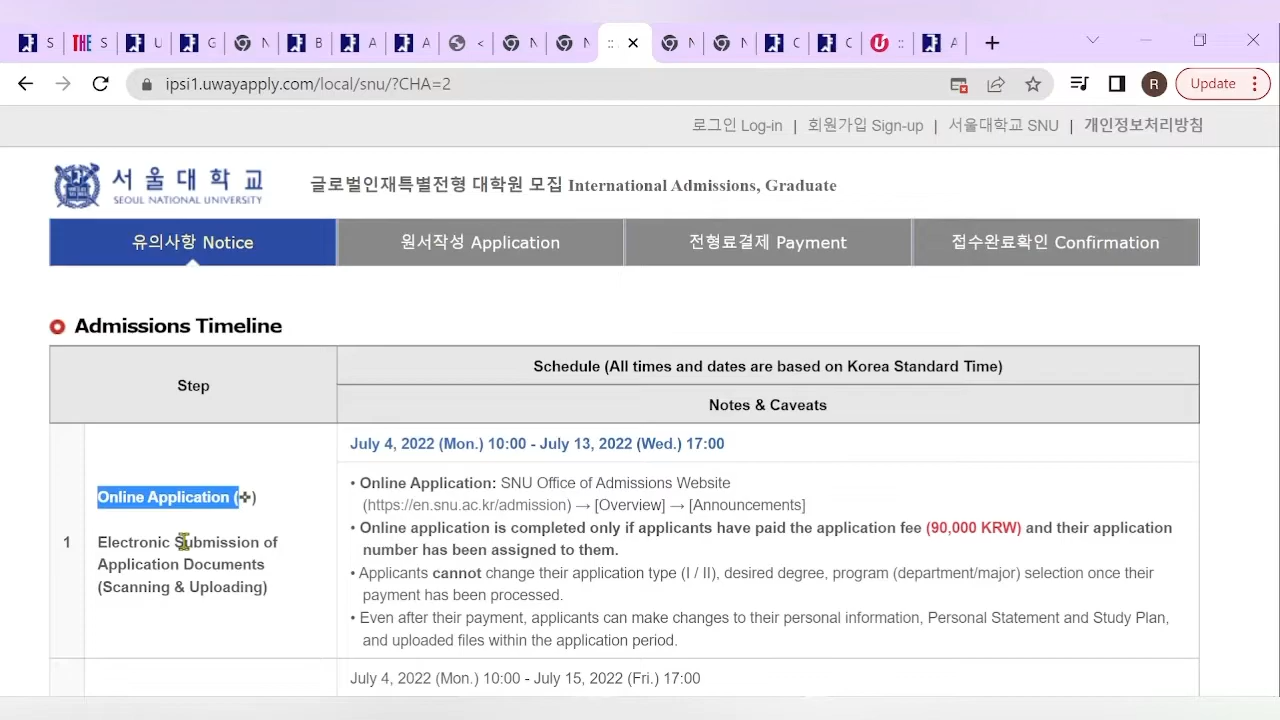 S THE S U G N B A A < N N :: N N C C :: A
ipsi1.uwayapply.com/local/snu/?CHA=2
R
Update
로그인 Log-in | 회원가입 Sign-up | 서울대학교 SNU | 개인정보처리방침
서울대학교
SEOUL NATIONAL UNIVERSITY
글로벌인재특별전형 대학원 모집 International Admissions, Graduate
유의사항 Notice
원서작성 Application
전형료결제 Payment
접수완료확인 Confirmation
Admissions Timeline
Step
Schedule (All times and dates are based on Korea Standard Time)
Notes & Caveats
1
Online Application (✜)
Electronic Submission of
Application Documents
(Scanning & Uploading)
July 4, 2022 (Mon.) 10:00 - July 13, 2022 (Wed.) 17:00
• Online Application: SNU Office of Admissions Website
(https://en.snu.ac.kr/admission) → [Overview] → [Announcements]
• Online application is completed only if applicants have paid the application fee (90,000 KRW) and their application
number has been assigned to them.
• Applicants cannot change their application type (I / II), desired degree, program (department/major) selection once their
payment has been processed.
• Even after their payment, applicants can make changes to their personal information, Personal Statement and Study Plan,
and uploaded files within the application period.
July 4, 2022 (Mon.) 10:00 - July 15, 2022 (Fri.) 17:00